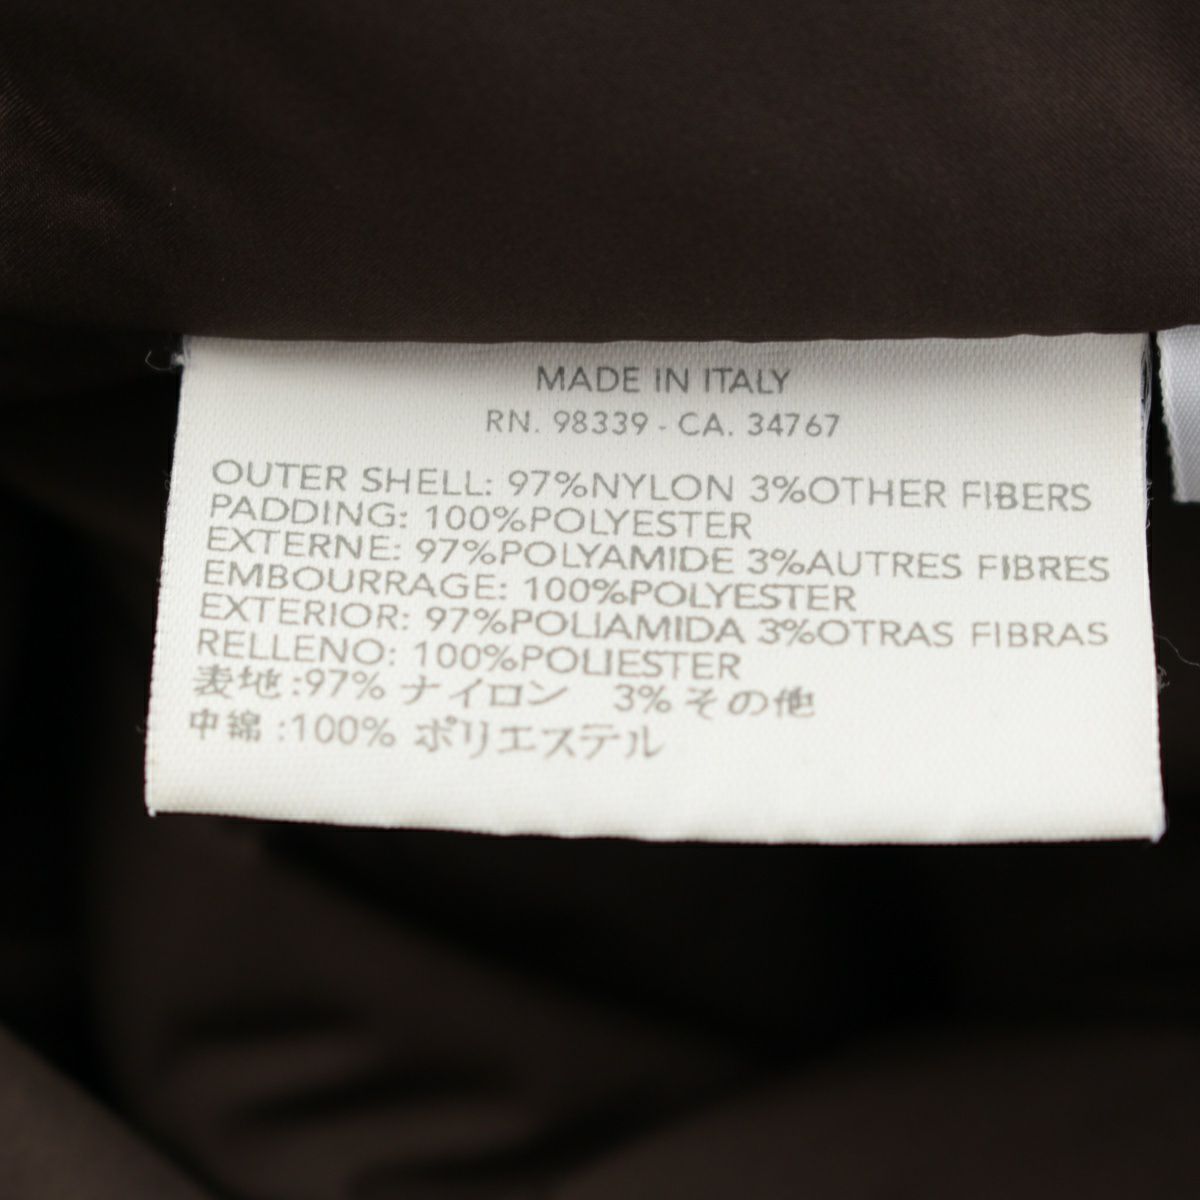 MADE IN ITALY
RN. 98339 - CA. 34767
OUTER SHELL: 97%NYLON 3%OTHER FIBERS
PADDING: 100%POLYESTER
EXTERNE: 97%POLYAMIDE 3%AUTRES FIBRES
EMBOURRAGE: 100%POLYESTER
EXTERIOR: 97%POLIAMIDA 3%OTRAS FIBRAS
RELLENO: 100%POLIESTER
表地:97% ナイロン 3% その他
中綿:100% ポリエステル